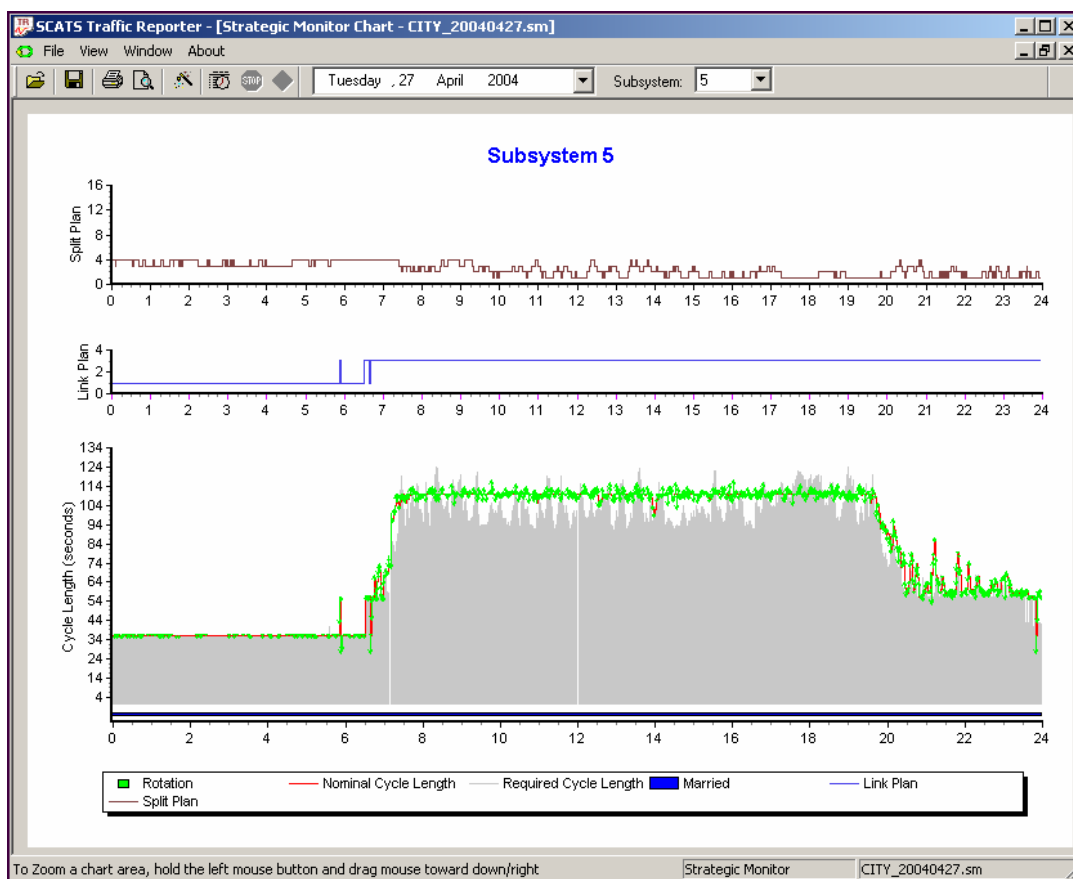 SCATS Traffic Reporter - [Strategic Monitor Chart - CITY_20040427.sm]
File View Window About
STOP Tuesday , 27 April 2004 Subsystem: 5
Subsystem 5
Split Plan
16
12
8
4
0
0 1 2 3 4 5 6 7 8 9 10 11 12 13 14 15 16 17 18 19 20 21 22 23 24
Link Plan
4
2
0
0 1 2 3 4 5 6 7 8 9 10 11 12 13 14 15 16 17 18 19 20 21 22 23 24
Cycle Length (seconds)
134
124
114
104
94
84
74
64
54
44
34
24
14
4
0 2 4 6 8 10 12 14 16 18 20 22 24
Rotation Nominal Cycle Length Required Cycle Length Married Link Plan
Split Plan
To Zoom a chart area, hold the left mouse button and drag mouse toward down/right Strategic Monitor CITY_20040427.sm